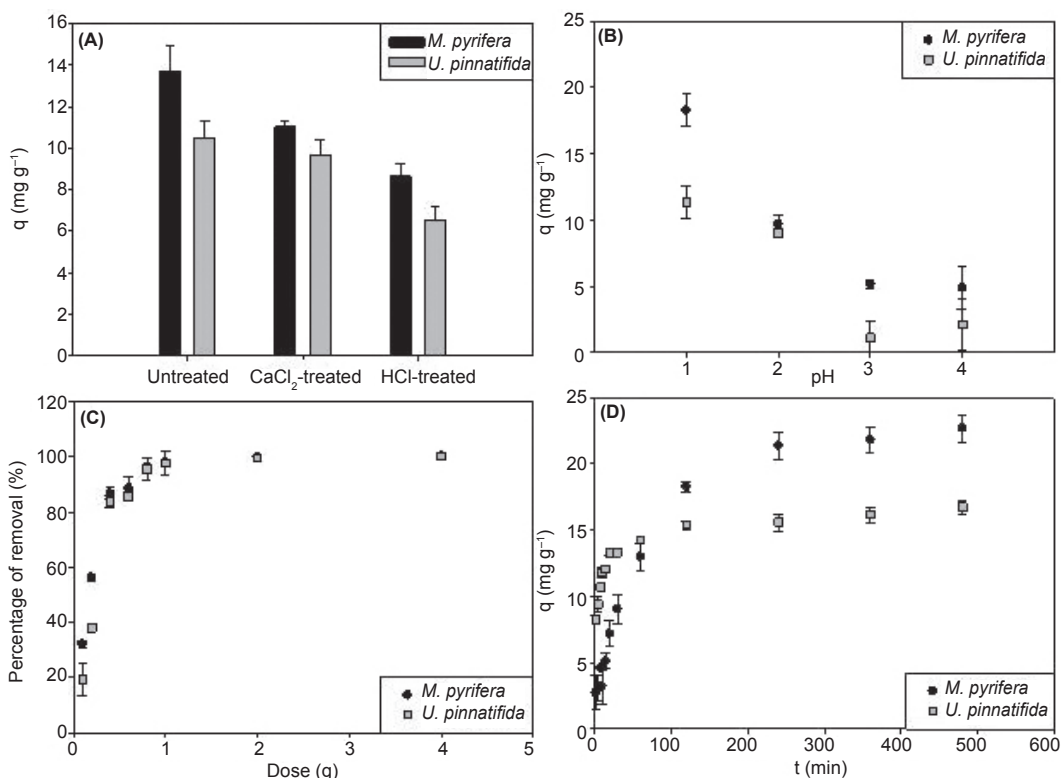 (A)
M. pyrifera
U. pinnatifida
16
14
12
10
8
6
4
2
0
q (mg g⁻¹)
Untreated
CaCl₂-treated
HCl-treated
(B)
M. pyrifera
U. pinnatifida
25
20
15
10
5
0
q (mg g⁻¹)
1
2
3
4
pH
(C)
120
100
80
60
40
20
0
Percentage of removal (%)
M. pyrifera
U. pinnatifida
0
1
2
3
4
5
Dose (g)
(D)
25
20
15
10
5
0
q (mg g⁻¹)
M. pyrifera
U. pinnatifida
0
100
200
300
400
500
600
t (min)